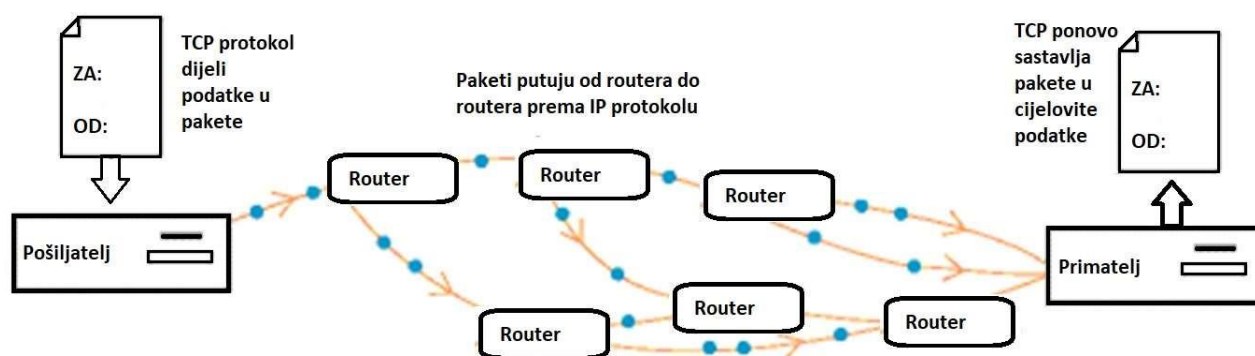 ZA:
OD:
TCP protokol
dijeli
podatke u
pakete
Paketi putuju od routera do
routera prema IP protokolu
TCP ponovo
sastavlja
pakete u
cijelovite
podatke
ZA:
OD:
Pošiljatelj
Router
Router
Router
Router
Router
Router
Primatelj